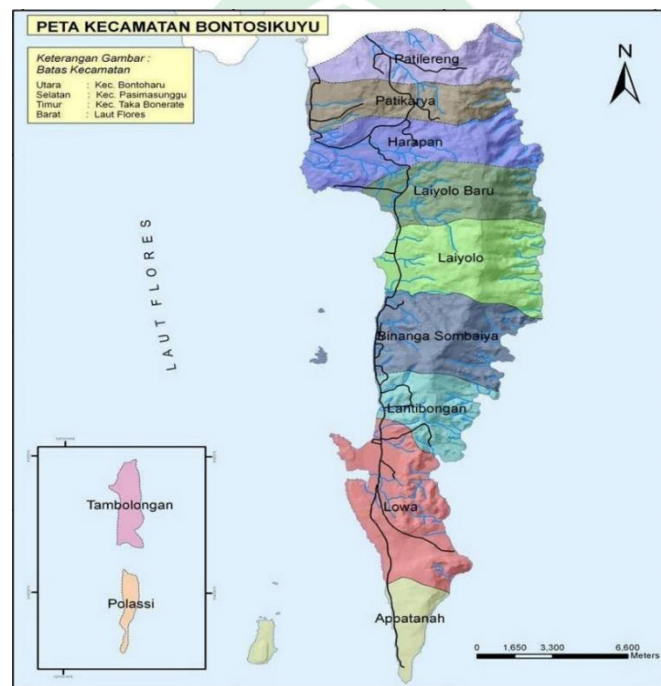 PETA KECAMATAN BONTOSIKUYU
Keterangan Gambar :
Batas Kecamatan
Utara : Kec. Bontoharu
Selatan : Kec. Pasimasunggu
Timur : Kec. Taka Bonerate
Barat : Laut Flores
N
Patilereng
Patikarya
Harapan
Laiyolo Baru
Laiyolo
LAUT FLORES
Binanga Sombaiya
Lantibongan
Lowa
Appatanah
Tambolongan
Polassi
0 1,650 3,300 6,600
Meters